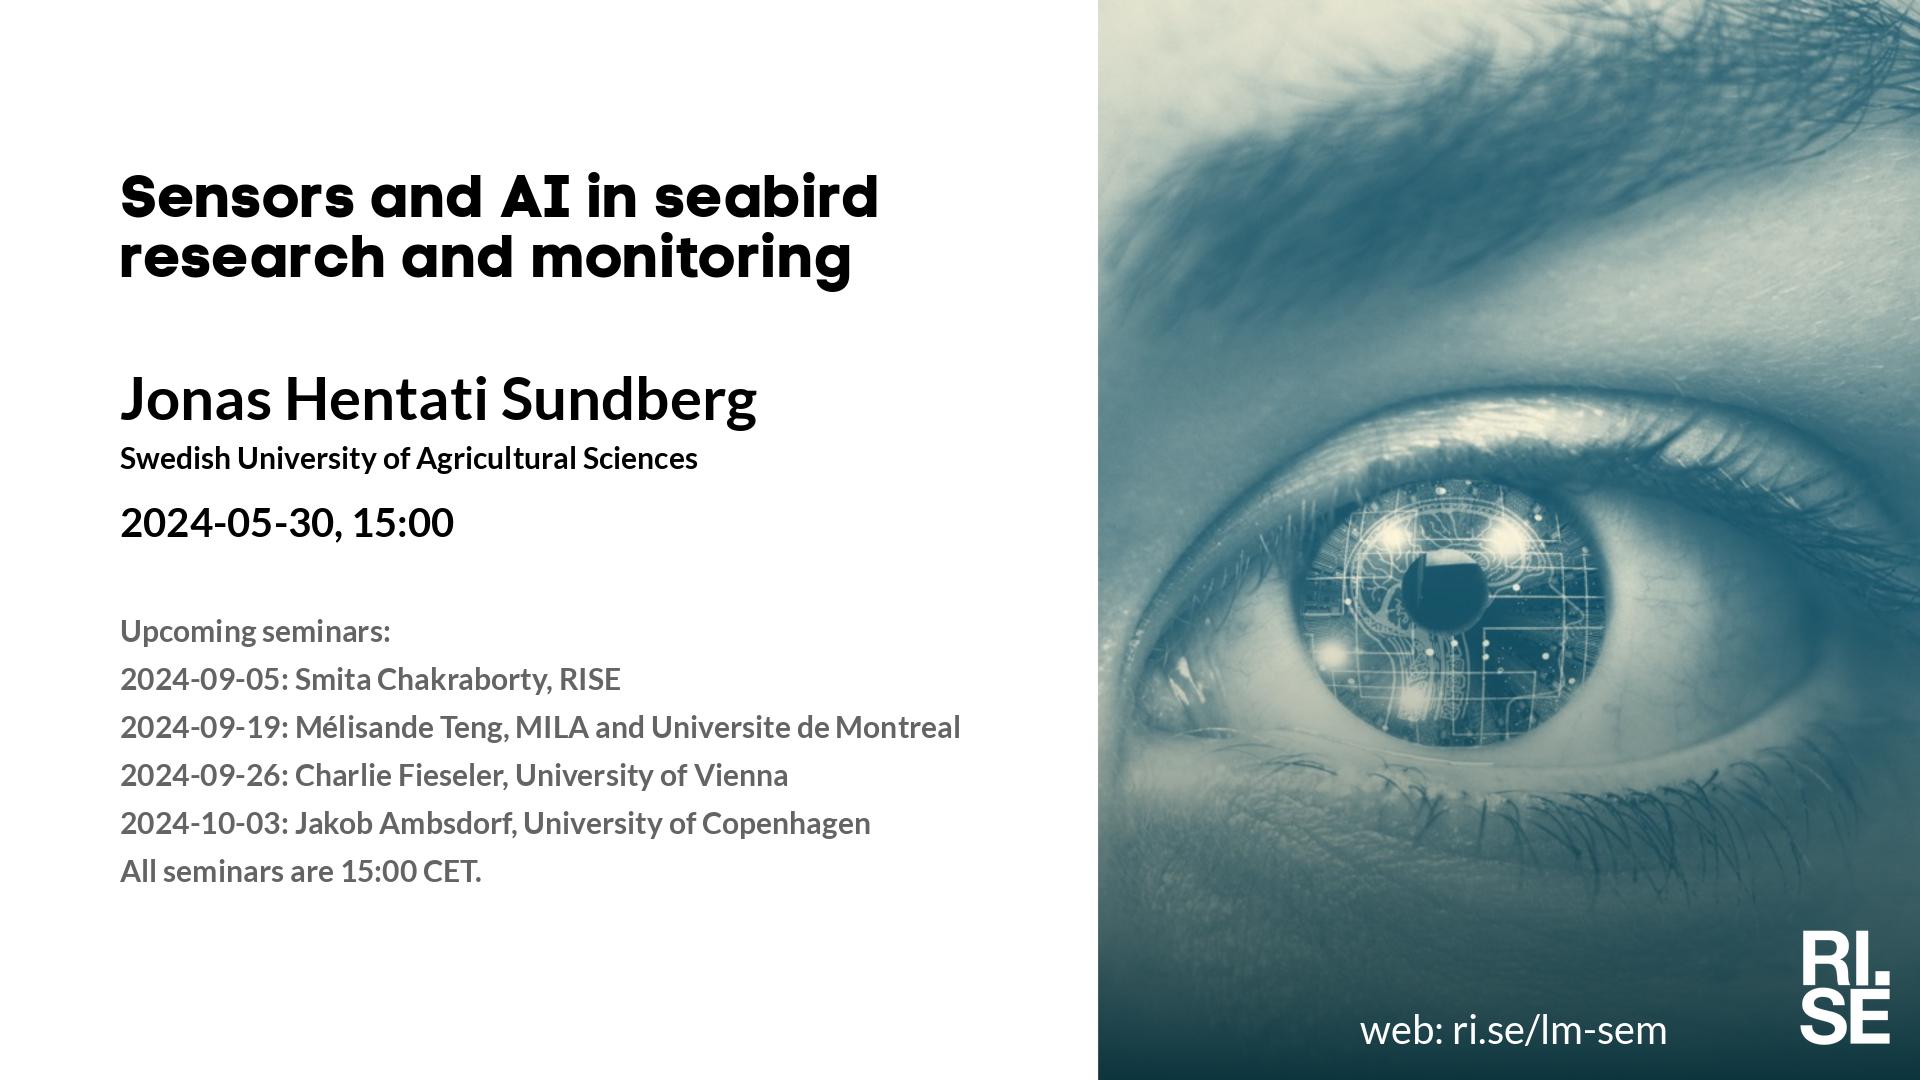 Sensors and AI in seabird
research and monitoring
Jonas Hentati Sundberg
Swedish University of Agricultural Sciences
2024-05-30, 15:00
Upcoming seminars:
2024-09-05: Smita Chakraborty, RISE
2024-09-19: Mélisande Teng, MILA and Universite de Montreal
2024-09-26: Charlie Fieseler, University of Vienna
2024-10-03: Jakob Ambsdorf, University of Copenhagen
All seminars are 15:00 CET.
web: ri.se/lm-sem
RI.
SE